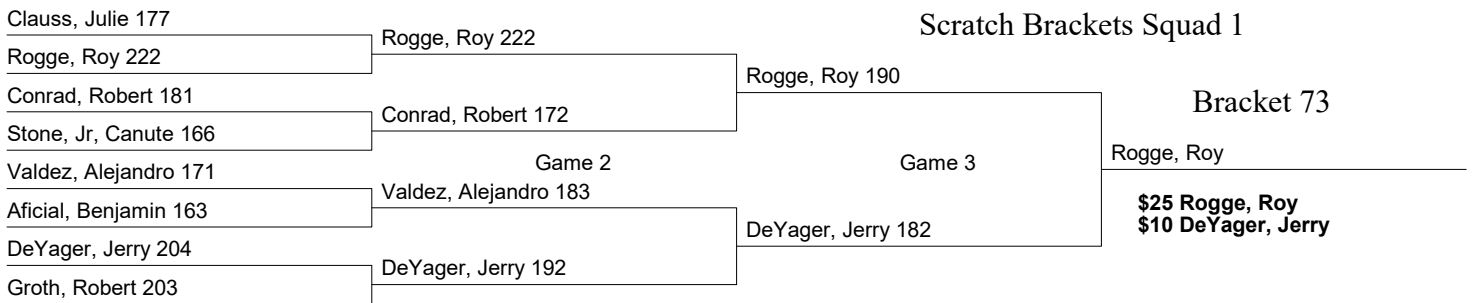 Clauss, Julie 177
Rogge, Roy 222
Conrad, Robert 181
Stone, Jr, Canute 166
Valdez, Alejandro 171
Aficial, Benjamin 163
DeYager, Jerry 204
Groth, Robert 203
Rogge, Roy 222
Conrad, Robert 172
Game 2
Valdez, Alejandro 183
DeYager, Jerry 192
Rogge, Roy 190
Game 3
DeYager, Jerry 182
Scratch Brackets Squad 1
Bracket 73
Rogge, Roy
$25 Rogge, Roy
$10 DeYager, Jerry